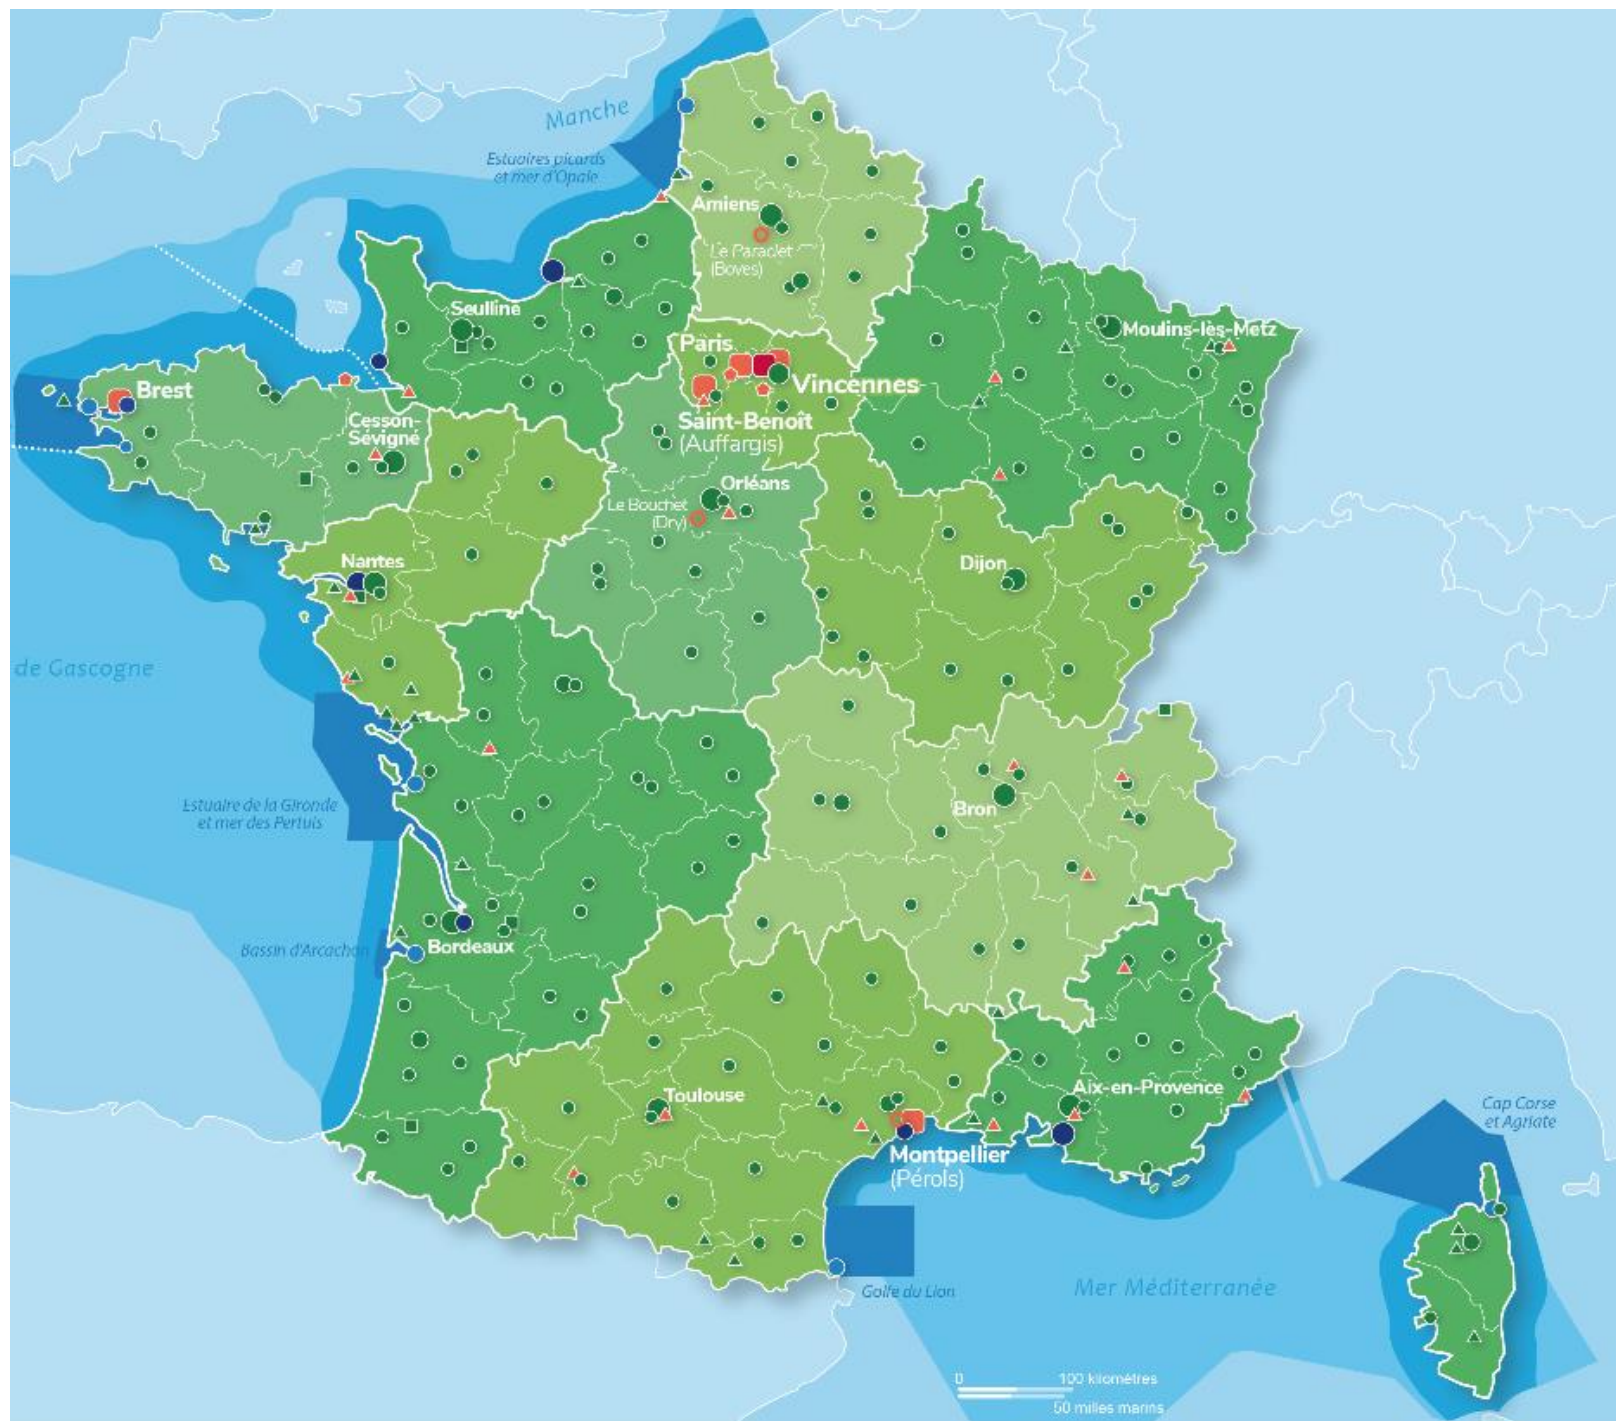 Manche
Estuaires picards
et mer d'Opale
Amiens
Le Paraclet
(Boves)
Seulline
Moulins-lès-Metz
Paris
Vincennes
Brest
Saint-Benoît
(Auffargis)
Cesson-
Sévigné
Orléans
Le Bouchet
(Dry)
Nantes
Dijon
de Gascogne
Estuaire de la Gironde
et mer des Pertuis
Bron
Bordeaux
Bassin d'Arcachon
Toulouse
Aix-en-Provence
Cap Corse
et Agriate
Montpellier
(Pérols)
Golfe du Lion
Mer Méditerranée
0 100 kilomètres
50 milles marins